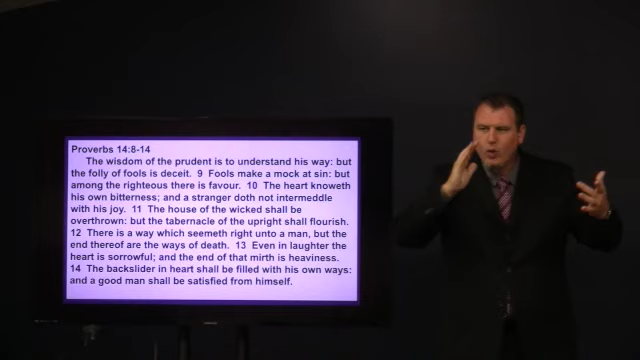 Proverbs 14:8-14
The wisdom of the prudent is to understand his way: but
the folly of fools is deceit. 9 Fools make a mock at sin: but
among the righteous there is favour. 10 The heart knoweth
his own bitterness; and a stranger doth not intermeddle
with his joy. 11 The house of the wicked shall be
overthrown: but the tabernacle of the upright shall flourish.
12 There is a way which seemeth right unto a man, but the
end thereof are the ways of death. 13 Even in laughter the
heart is sorrowful; and the end of that mirth is heaviness.
14 The backslider in heart shall be filled with his own ways:
and a good man shall be satisfied from himself.